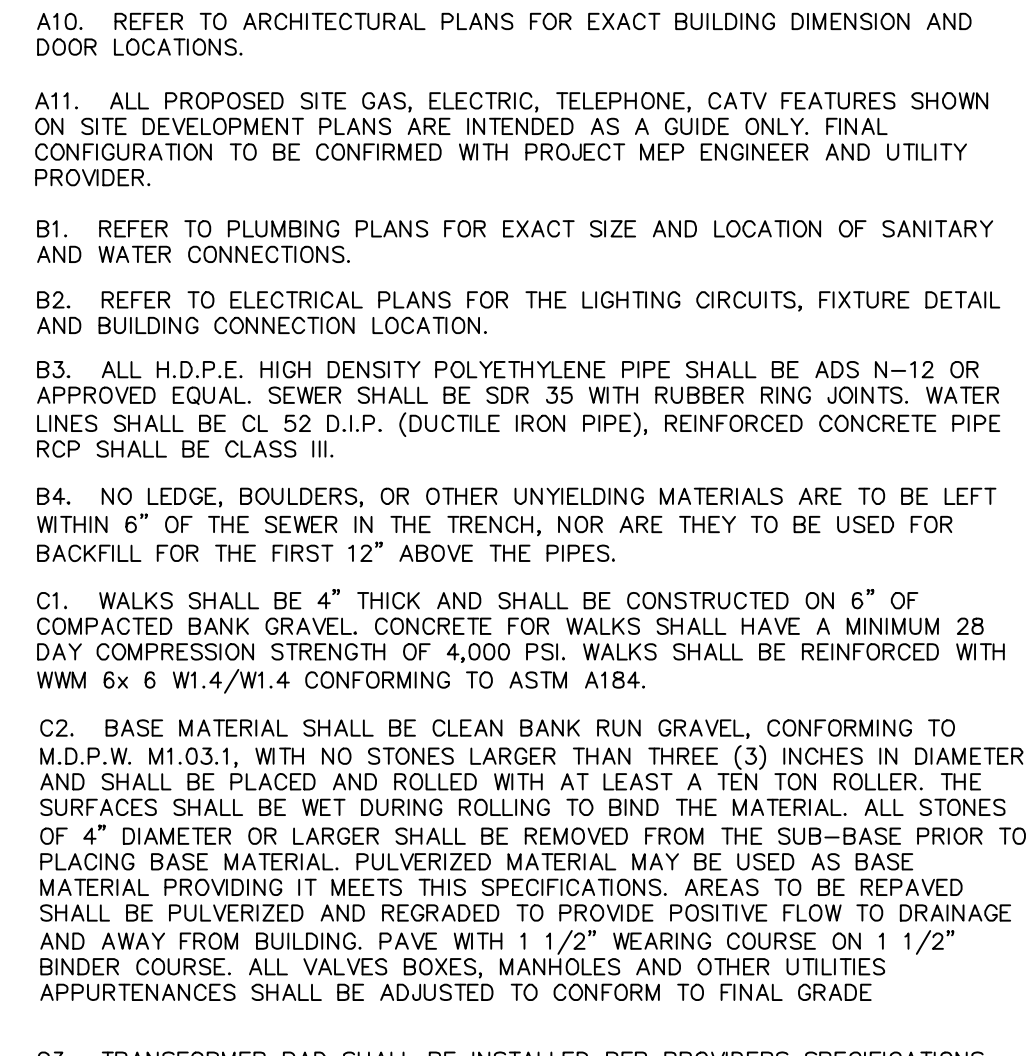 A10. REFER TO ARCHITECTURAL PLANS FOR EXACT BUILDING DIMENSION AND
DOOR LOCATIONS.
A11. ALL PROPOSED SITE GAS, ELECTRIC, TELEPHONE, CATV FEATURES SHOWN
ON SITE DEVELOPMENT PLANS ARE INTENDED AS A GUIDE ONLY. FINAL
CONFIGURATION TO BE CONFIRMED WITH PROJECT MEP ENGINEER AND UTILITY
PROVIDER.
B1. REFER TO PLUMBING PLANS FOR EXACT SIZE AND LOCATION OF SANITARY
AND WATER CONNECTIONS.
B2. REFER TO ELECTRICAL PLANS FOR THE LIGHTING CIRCUITS, FIXTURE DETAIL
AND BUILDING CONNECTION LOCATION.
B3. ALL H.D.P.E. HIGH DENSITY POLYETHYLENE PIPE SHALL BE ADS N–12 OR
APPROVED EQUAL. SEWER SHALL BE SDR 35 WITH RUBBER RING JOINTS. WATER
LINES SHALL BE CL 52 D.I.P. (DUCTILE IRON PIPE), REINFORCED CONCRETE PIPE
RCP SHALL BE CLASS III.
B4. NO LEDGE, BOULDERS, OR OTHER UNYIELDING MATERIALS ARE TO BE LEFT
WITHIN 6” OF THE SEWER IN THE TRENCH, NOR ARE THEY TO BE USED FOR
BACKFILL FOR THE FIRST 12” ABOVE THE PIPES.
C1. WALKS SHALL BE 4” THICK AND SHALL BE CONSTRUCTED ON 6” OF
COMPACTED BANK GRAVEL. CONCRETE FOR WALKS SHALL HAVE A MINIMUM 28
DAY COMPRESSION STRENGTH OF 4,000 PSI. WALKS SHALL BE REINFORCED WITH
WWM 6x 6 W1.4/W1.4 CONFORMING TO ASTM A184.
C2. BASE MATERIAL SHALL BE CLEAN BANK RUN GRAVEL, CONFORMING TO
M.D.P.W. M1.03.1, WITH NO STONES LARGER THAN THREE (3) INCHES IN DIAMETER
AND SHALL BE PLACED AND ROLLED WITH AT LEAST A TEN TON ROLLER. THE
SURFACES SHALL BE WET DURING ROLLING TO BIND THE MATERIAL. ALL STONES
OF 4” DIAMETER OR LARGER SHALL BE REMOVED FROM THE SUB–BASE PRIOR TO
PLACING BASE MATERIAL. PULVERIZED MATERIAL MAY BE USED AS BASE
MATERIAL PROVIDING IT MEETS THIS SPECIFICATIONS. AREAS TO BE REPAVED
SHALL BE PULVERIZED AND REGRADED TO PROVIDE POSITIVE FLOW TO DRAINAGE
AND AWAY FROM BUILDING. PAVE WITH 1 1/2” WEARING COURSE ON 1 1/2”
BINDER COURSE. ALL VALVES BOXES, MANHOLES AND OTHER UTILITIES
APPURTENANCES SHALL BE ADJUSTED TO CONFORM TO FINAL GRADE
C3. TRANSFORMER PAD SHALL BE INSTALLED PER PROVIDERS SPECIFICATIONS